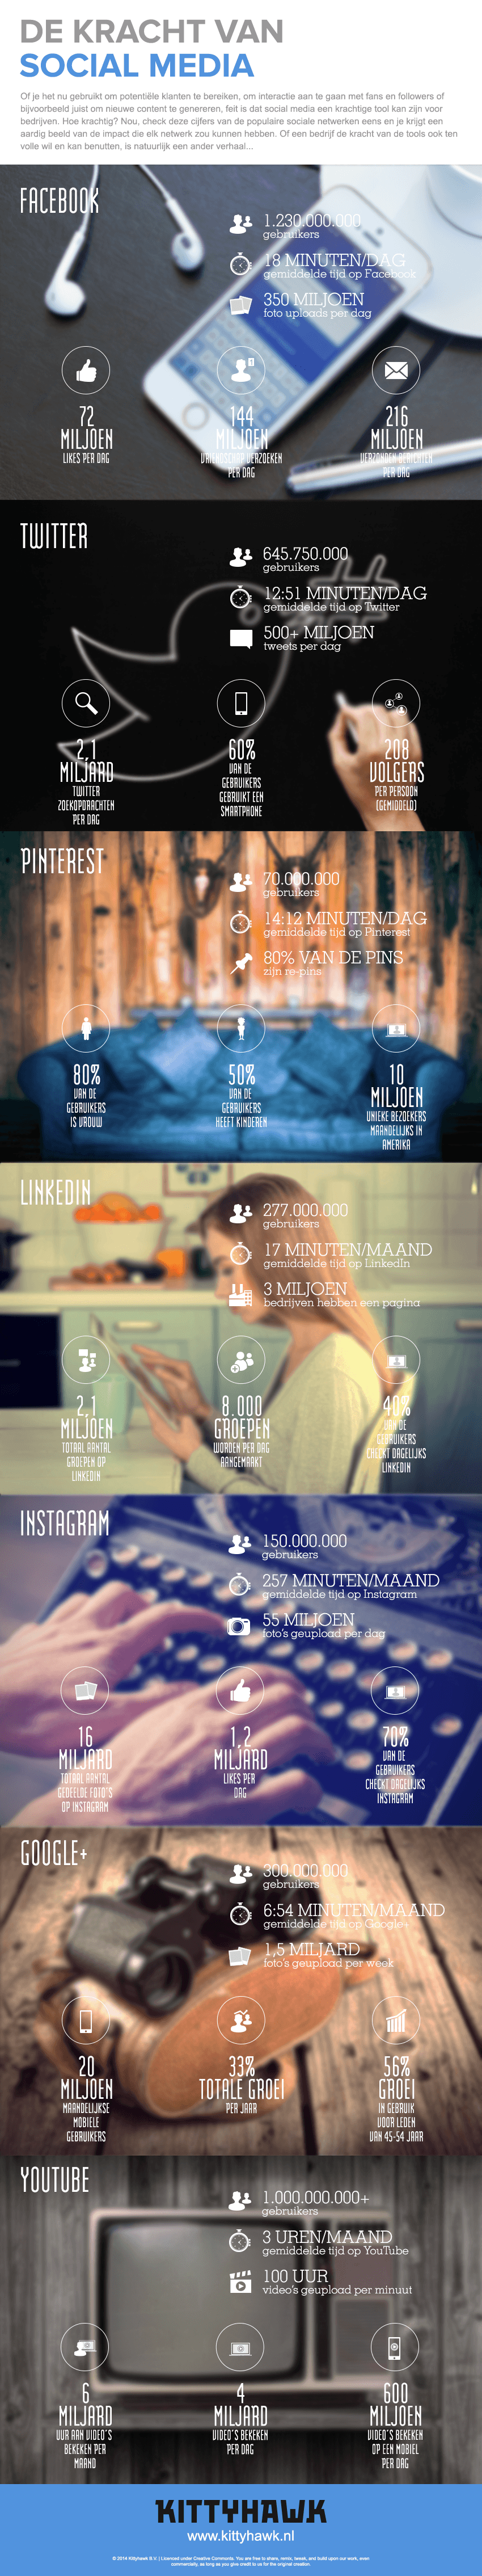 DE KRACHT VAN
SOCIAL MEDIA
Of je het nu gebruikt om potentiële klanten te bereiken, om interactie aan te gaan met fans en followers of
bijvoorbeeld juist om nieuwe content te genereren, feit is dat social media een krachtige tool kan zijn voor
bedrijven. Hoe krachtig? Nou, check deze cijfers van de populaire sociale netwerken eens en je krijgt een
aardig beeld van de impact die elk netwerk zou kunnen hebben. Of een bedrijf de kracht van de tools ook ten
volle wil en kan benutten, is natuurlijk een ander verhaal...
FACEBOOK
1.230.000.000
gebruikers
18 MINUTEN/DAG
gemiddelde tijd op Facebook
350 MILJOEN
foto uploads per dag
72
MILJOEN
LIKES PER DAG
1
144
MILJOEN
VRIENDSCHAP VERZOEKEN
PER DAG
216
MILJOEN
VERZONDEN BERICHTEN
PER DAG
TWITTER
645.750.000
gebruikers
12:51 MINUTEN/DAG
gemiddelde tijd op Twitter
500+ MILJOEN
tweets per dag
2,1
MILJARD
TWITTER
ZOEKOPDRACHTEN
PER DAG
60%
VAN DE
GEBRUIKERS
GEBRUIKT EEN
SMARTPHONE
208
VOLGERS
PER PERSOON
(GEMIDDELD)
PINTEREST
70.000.000
gebruikers
14:12 MINUTEN/DAG
gemiddelde tijd op Pinterest
80% VAN DE PINS
zijn re-pins
80%
VAN DE
GEBRUIKERS
IS VROUW
50%
VAN DE
GEBRUIKERS
HEEFT KINDEREN
10
MILJOEN
UNIEKE BEZOEKERS
MAANDELIJKS IN
AMERIKA
LINKEDIN
277.000.000
gebruikers
17 MINUTEN/MAAND
gemiddelde tijd op LinkedIn
3 MILJOEN
bedrijven hebben een pagina
2,1
MILJOEN
TOTAAL AANTAL
GROEPEN OP
LINKEDIN
8.000
GROEPEN
WORDEN PER DAG
AANGEMAAKT
40%
VAN DE
GEBRUIKERS
CHECKT DAGELIJKS
LINKEDIN
INSTAGRAM
150.000.000
gebruikers
257 MINUTEN/MAAND
gemiddelde tijd op Instagram
55 MILJOEN
foto's geupload per dag
16
MILJARD
TOTAAL AANTAL
GEDEELDE FOTO'S
OP INSTAGRAM
1,2
MILJARD
LIKES PER
DAG
70%
VAN DE
GEBRUIKERS
CHECKT DAGELIJKS
INSTAGRAM
GOOGLE+
300.000.000
gebruikers
6:54 MINUTEN/MAAND
gemiddelde tijd op Google+
1,5 MILJARD
foto's geupload per week
20
MILJOEN
MAANDELIJKSE
MOBIELE
GEBRUIKERS
33%
TOTALE GROEI
PER JAAR
56%
GROEI
IN GEBRUIK
VOOR LEDEN
VAN 45-54 JAAR
YOUTUBE
1.000.000.000+
gebruikers
3 UREN/MAAND
gemiddelde tijd op YouTube
100 UUR
video's geupload per minuut
6
MILJARD
UUR AAN VIDEO'S
BEKEKEN PER
MAAND
4
MILJARD
VIDEO'S BEKEKEN
PER DAG
600
MILJOEN
VIDEO'S BEKEKEN
OP EEN MOBIEL
PER DAG
KITTYHAWK
www.kittyhawk.nl
© 2014 Kittyhawk B.V. | Licensed under Creative Commons. You are free to share, remix, tweak, and build upon our work, even
commercially, as long as you give credit to us for the original creation.